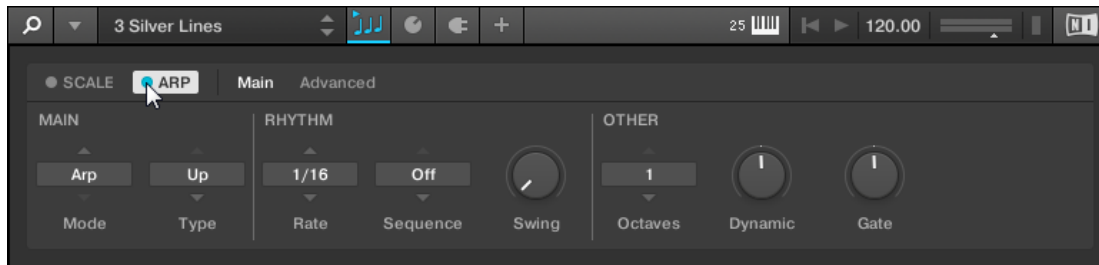 3 Silver Lines 25 120.00 NI
SCALE ARP Main Advanced
MAIN RHYTHM OTHER
Arp Up 1/16 Off 1
Mode Type Rate Sequence Swing Octaves Dynamic Gate